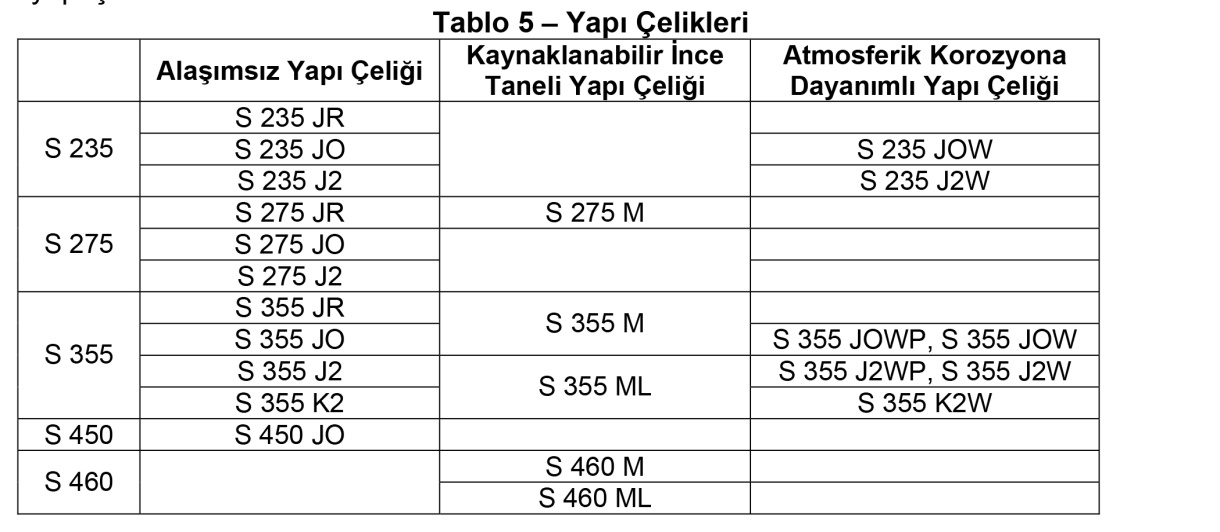 Tablo 5 – Yapı Çelikleri
Alaşımsız Yapı Çeliği
Kaynaklanabilir İnce
Taneli Yapı Çeliği
Atmosferik Korozyona
Dayanımlı Yapı Çeliği
S 235
S 235 JR
S 235 JO
S 235 JOW
S 235 J2
S 235 J2W
S 275
S 275 JR
S 275 M
S 275 JO
S 275 J2
S 355
S 355 JR
S 355 M
S 355 JO
S 355 JOWP, S 355 JOW
S 355 J2
S 355 ML
S 355 J2WP, S 355 J2W
S 355 K2
S 355 K2W
S 450
S 450 JO
S 460
S 460 M
S 460 ML